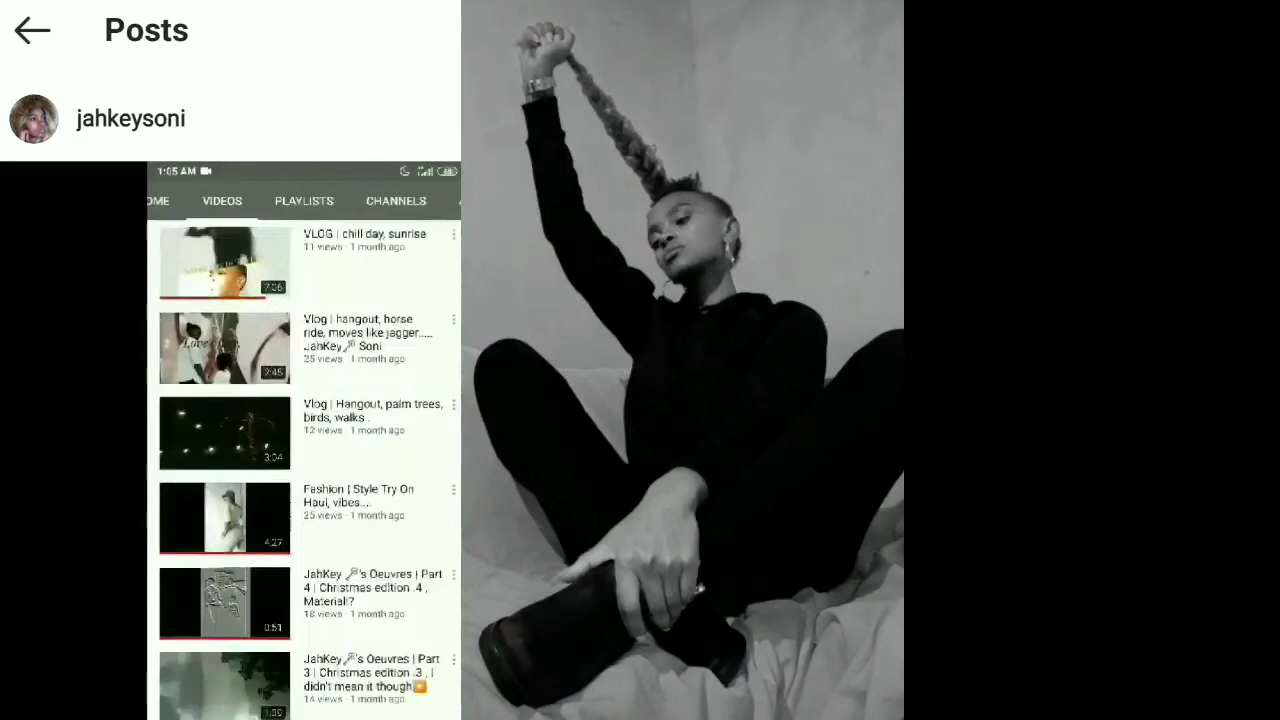 Posts
jahkeysoni
1:05 AM
OME VIDEOS PLAYLISTS CHANNELS
VLOG | chill day, sunrise
11 views · 1 month ago
7:06
Vlog | hangout, horse
ride, moves like jagger.....
JahKey🗝 Soni
25 views · 1 month ago
2:45
Vlog | Hangout, palm trees,
birds, walks .
12 views · 1 month ago
3:04
Fashion | Style Try On
Haul, vibes....
25 views · 1 month ago
4:27
JahKey 🗝's Oeuvres | Part
4 | Christmas edition .4 ,
Material!?
18 views · 1 month ago
0:51
JahKey🗝's Oeuvres | Part
3 | Christmas edition .3 , I
didn't mean it though
14 views · 1 month ago
1:39